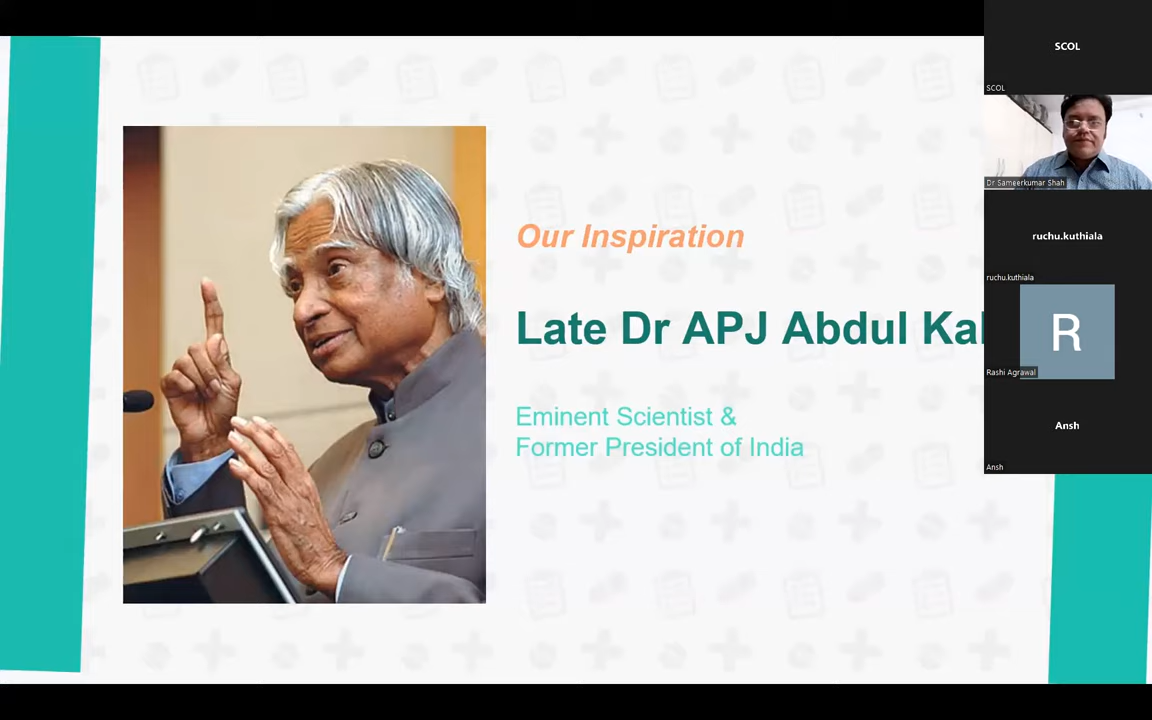 Our Inspiration
Late Dr APJ Abdul Kal
Eminent Scientist &
Former President of India
SCOL
SCOL
Dr Sameerkumar Shah
ruchu.kuthiala
ruchu.kuthiala
R
Rashi Agrawal
Ansh
Ansh